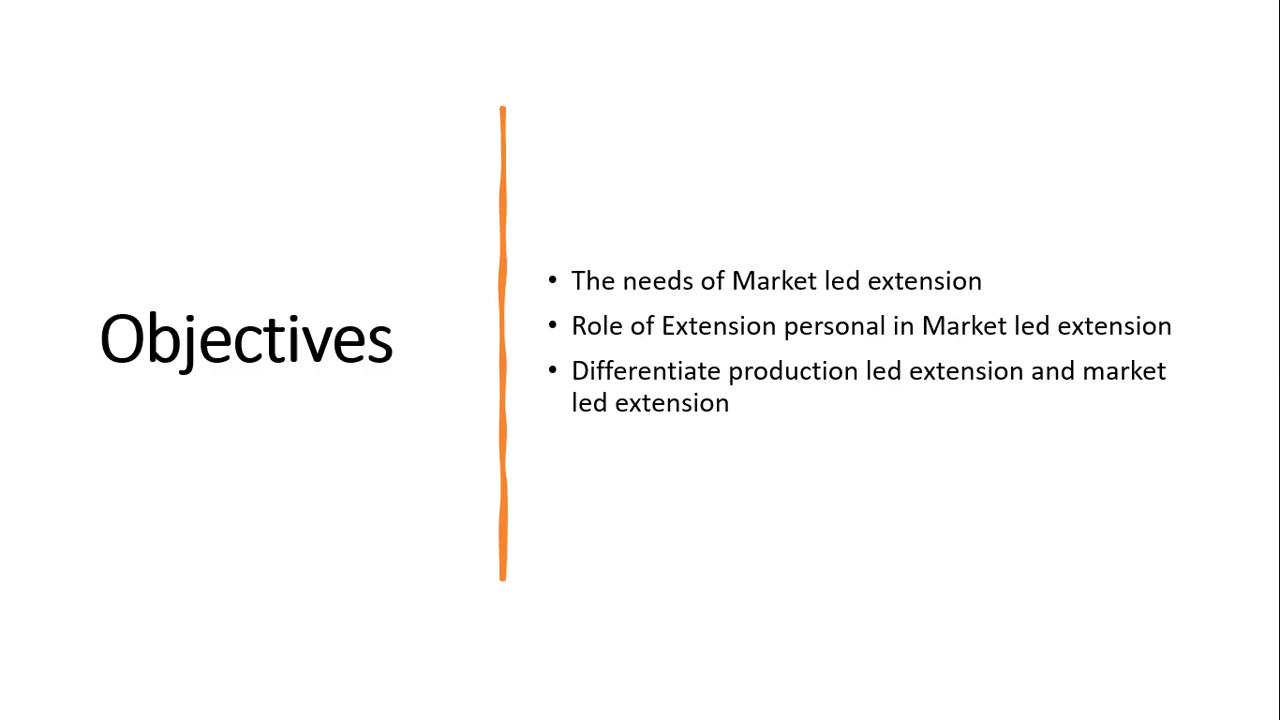 Objectives
• The needs of Market led extension
• Role of Extension personal in Market led extension
• Differentiate production led extension and market
led extension